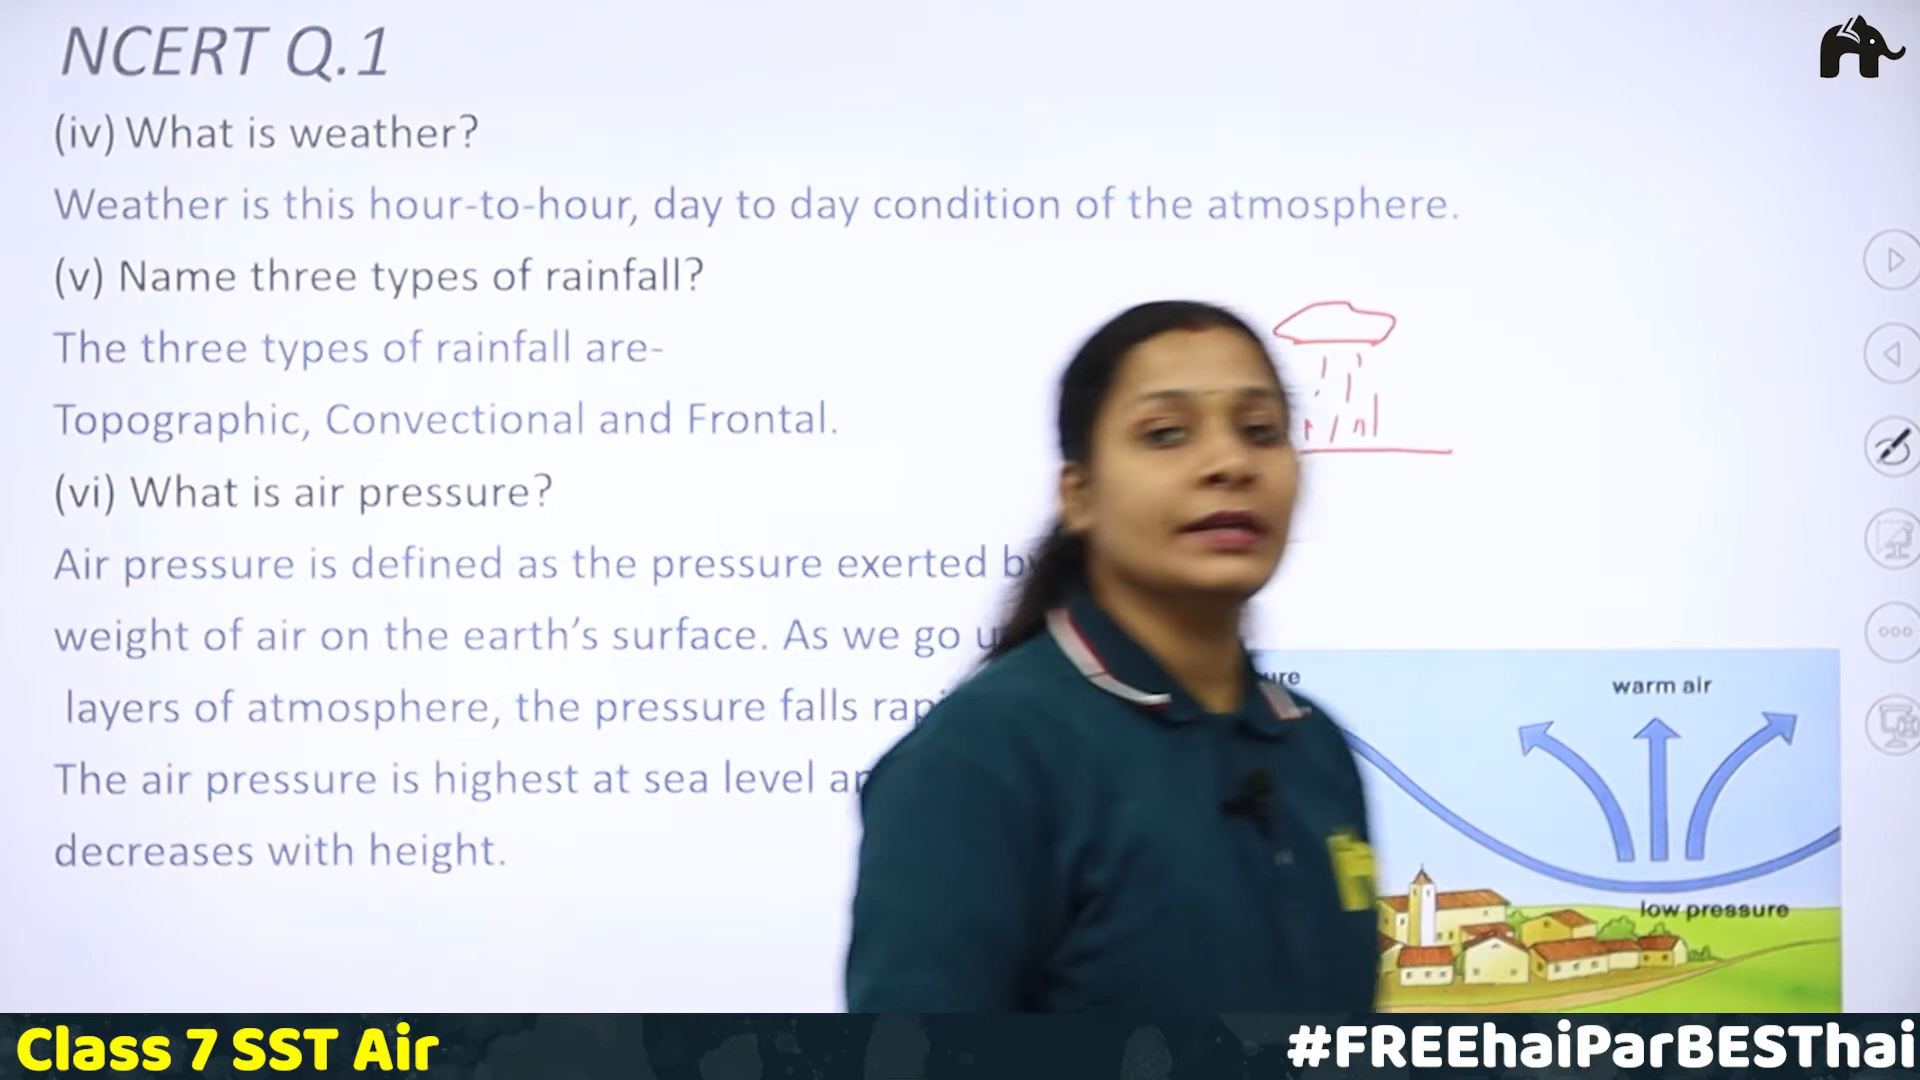 NCERT Q.1
(iv) What is weather?
Weather is this hour-to-hour, day to day condition of the atmosphere.
(v) Name three types of rainfall?
The three types of rainfall are-
Topographic, Convectional and Frontal.
(vi) What is air pressure?
Air pressure is defined as the pressure exerted
weight of air on the earth’s surface. As we go
layers of atmosphere, the pressure falls
The air pressure is highest at sea level
decreases with height.
warm air
low pressure
Class 7 SST Air
#FREEhaiParBESThai